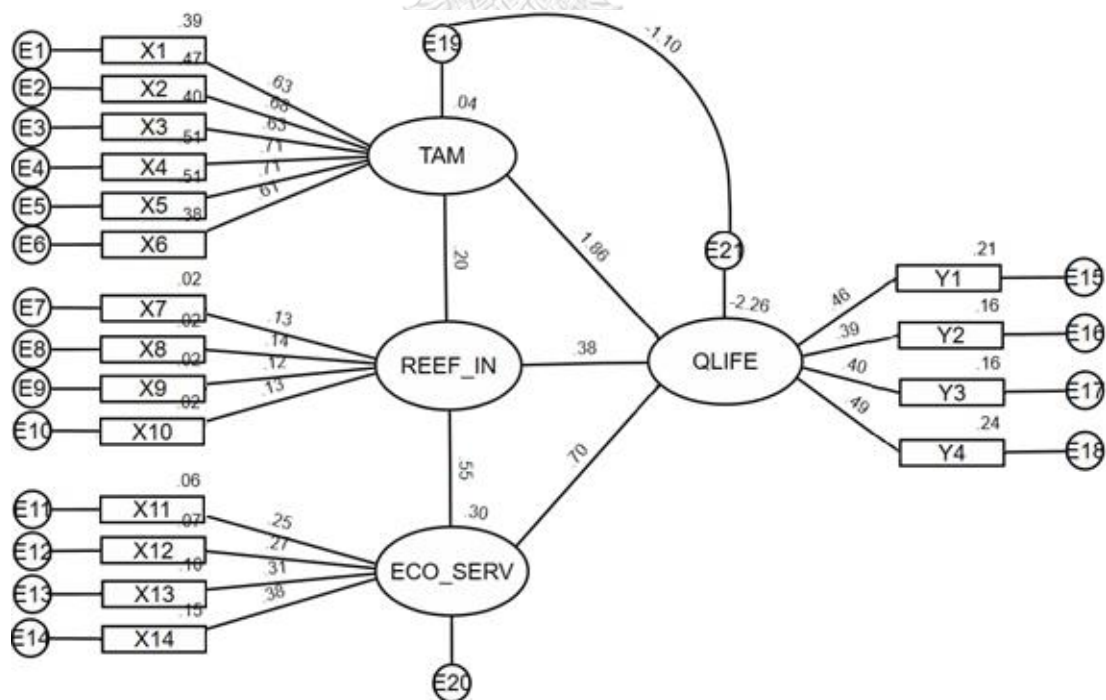 .39
E1 X1
.47
.63
E2 X2
.40
.68
E3 X3
.51
.63
E4 X4
.51
.71
E5 X5
.38
.71
E6 X6
.61
E19
-1.10
.04
TAM
.20
1.86
E21
-2.26
QLIFE
.02
E7 X7
.02
.13
E8 X8
.14
E9 X9
.02
.12
E10 X10
.13
REEF_IN
.38
.55
.70
.06
E11 X11
.07
.25
E12 X12
.10
.27
E13 X13
.15
.31
E14 X14
.38
.30
ECO_SERV
E20
.21
.46
Y1 E15
.16
.39
Y2 E16
.16
.40
Y3 E17
.24
.49
Y4 E18